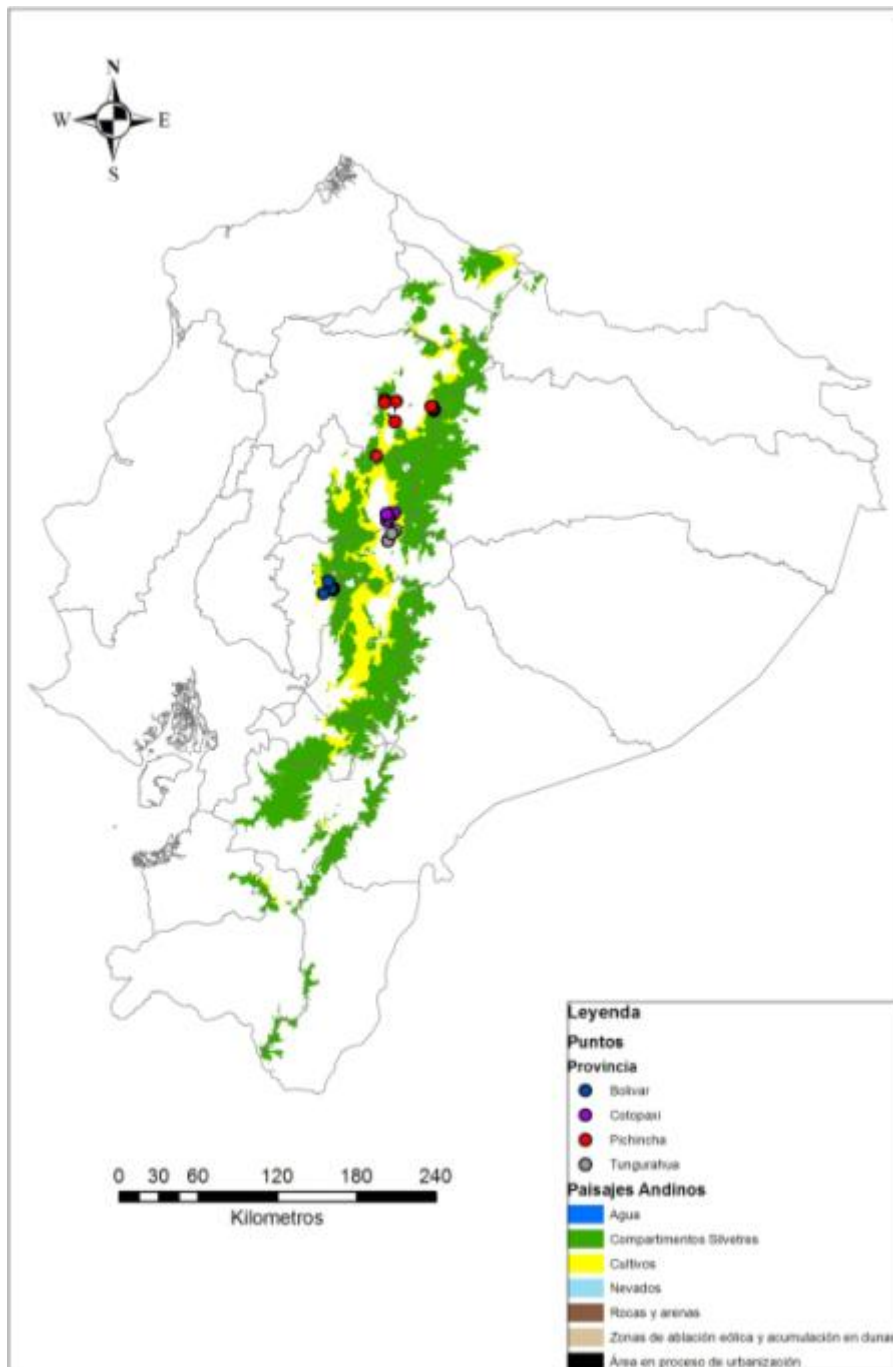 N
W E
S
Leyenda
Puntos
Provincia
Bolivar
Cotopaxi
Pichincha
Tungurahua
0 30 60 120 180 240
Kilometros
Paisajes Andinos
Agua
Compartimentos Silvetres
Cultivos
Nevados
Rocas y arenas
Zonas de ablación eólica y acumulación en dunas
Área en proceso de urbanización